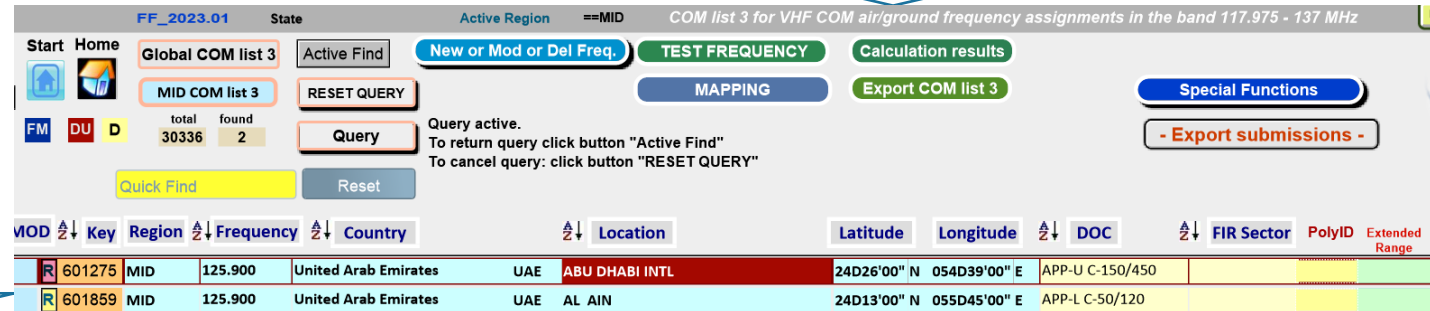 FF_2023.01 State Active Region ==MID COM list 3 for VHF COM air/ground frequency assignments in the band 117.975 - 137 MHz
Start Home Global COM list 3 Active Find New or Mod or Del Freq. TEST FREQUENCY Calculation results
MID COM list 3 RESET QUERY MAPPING Export COM list 3 Special Functions
FM DU D total found
30336 2 Query
Query active.
To return query click button "Active Find"
To cancel query: click button "RESET QUERY"
- Export submissions -
Quick Find Reset
MOD Key Region Frequency Country Location Latitude Longitude DOC FIR Sector PolyID Extended Range
R 601275 MID 125.900 United Arab Emirates UAE ABU DHABI INTL 24D26'00" N 054D39'00" E APP-U C-150/450
R 601859 MID 125.900 United Arab Emirates UAE AL AIN 24D13'00" N 055D45'00" E APP-L C-50/120